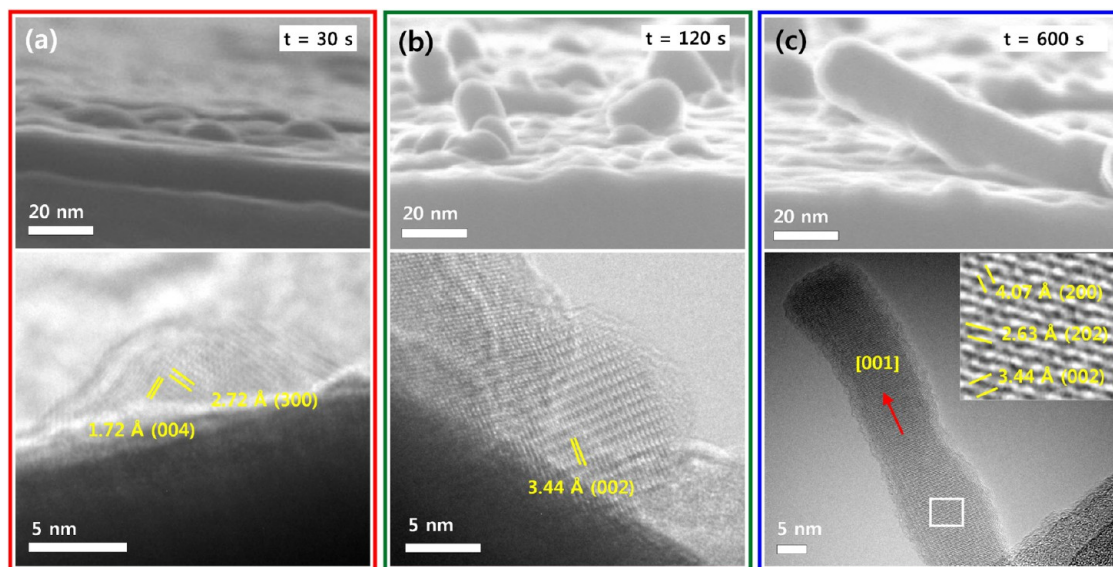 (a)
t = 30 s
20 nm
(b)
t = 120 s
20 nm
(c)
t = 600 s
20 nm
2.72 Å (300)
1.72 Å (004)
5 nm
3.44 Å (002)
5 nm
4.07 Å (200)
2.63 Å (202)
3.44 Å (002)
[001]
5 nm